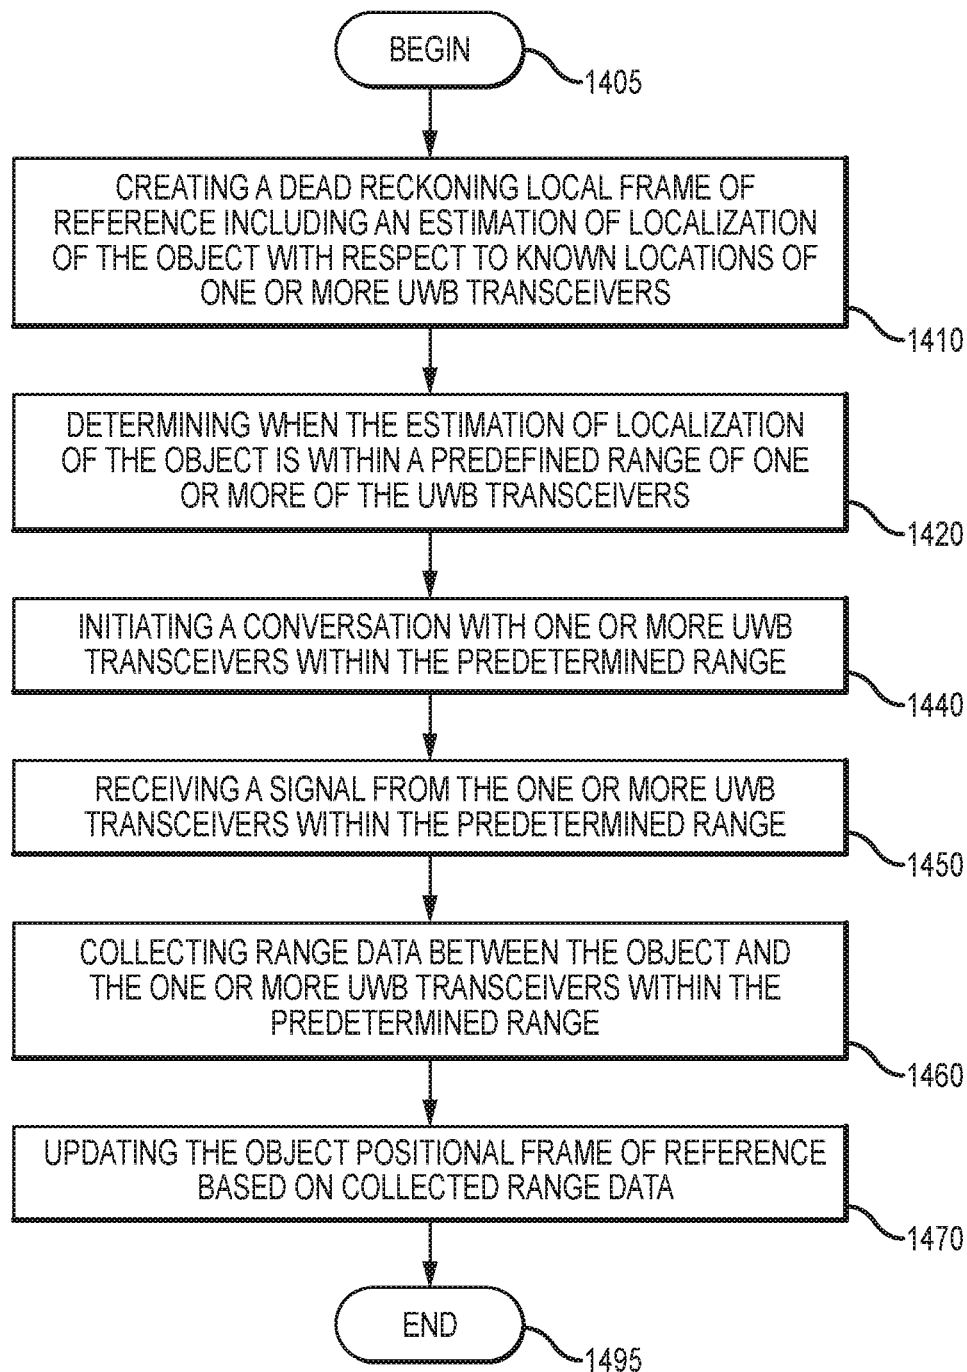 BEGIN
1405
CREATING A DEAD RECKONING LOCAL FRAME OF
REFERENCE INCLUDING AN ESTIMATION OF LOCALIZATION
OF THE OBJECT WITH RESPECT TO KNOWN LOCATIONS OF
ONE OR MORE UWB TRANSCEIVERS
1410
DETERMINING WHEN THE ESTIMATION OF LOCALIZATION
OF THE OBJECT IS WITHIN A PREDEFINED RANGE OF ONE
OR MORE OF THE UWB TRANSCEIVERS
1420
INITIATING A CONVERSATION WITH ONE OR MORE UWB
TRANSCEIVERS WITHIN THE PREDETERMINED RANGE
1440
RECEIVING A SIGNAL FROM THE ONE OR MORE UWB
TRANSCEIVERS WITHIN THE PREDETERMINED RANGE
1450
COLLECTING RANGE DATA BETWEEN THE OBJECT AND
THE ONE OR MORE UWB TRANSCEIVERS WITHIN THE
PREDETERMINED RANGE
1460
UPDATING THE OBJECT POSITIONAL FRAME OF REFERENCE
BASED ON COLLECTED RANGE DATA
1470
END
1495